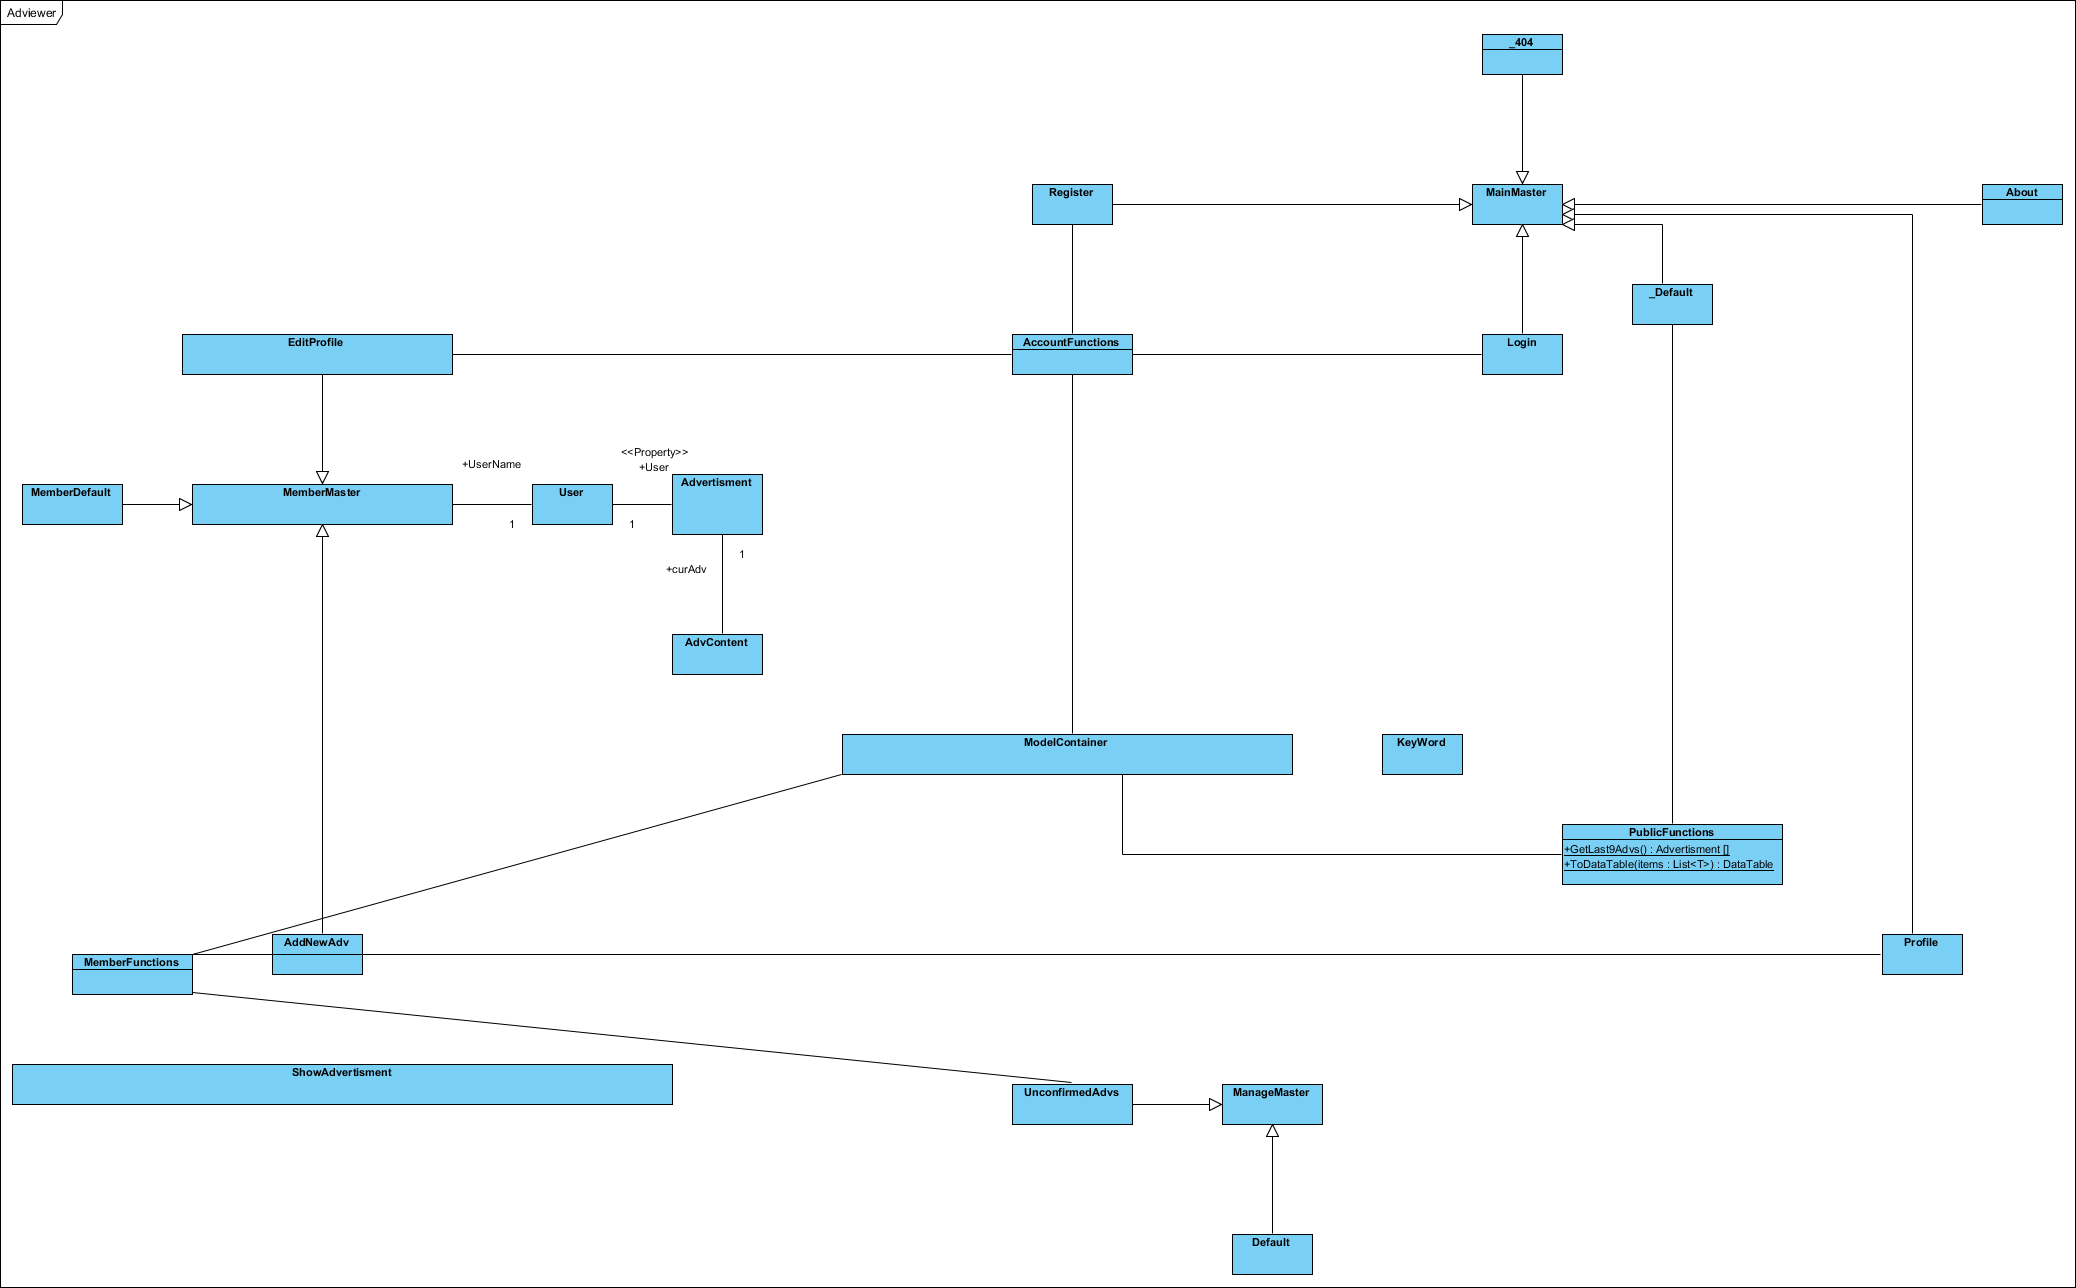 Adviewer
_404
Register
MainMaster
About
_Default
EditProfile
AccountFunctions
Login
<<Property>>
+UserName
+User
MemberDefault
MemberMaster
User
Advertisment
1
1
1
+curAdv
AdvContent
ModelContainer
KeyWord
PublicFunctions
+GetLast9Advs() : Advertisment []
+ToDataTable(items : List<T>) : DataTable
AddNewAdv
Profile
MemberFunctions
ShowAdvertisment
UnconfirmedAdvs
ManageMaster
Default